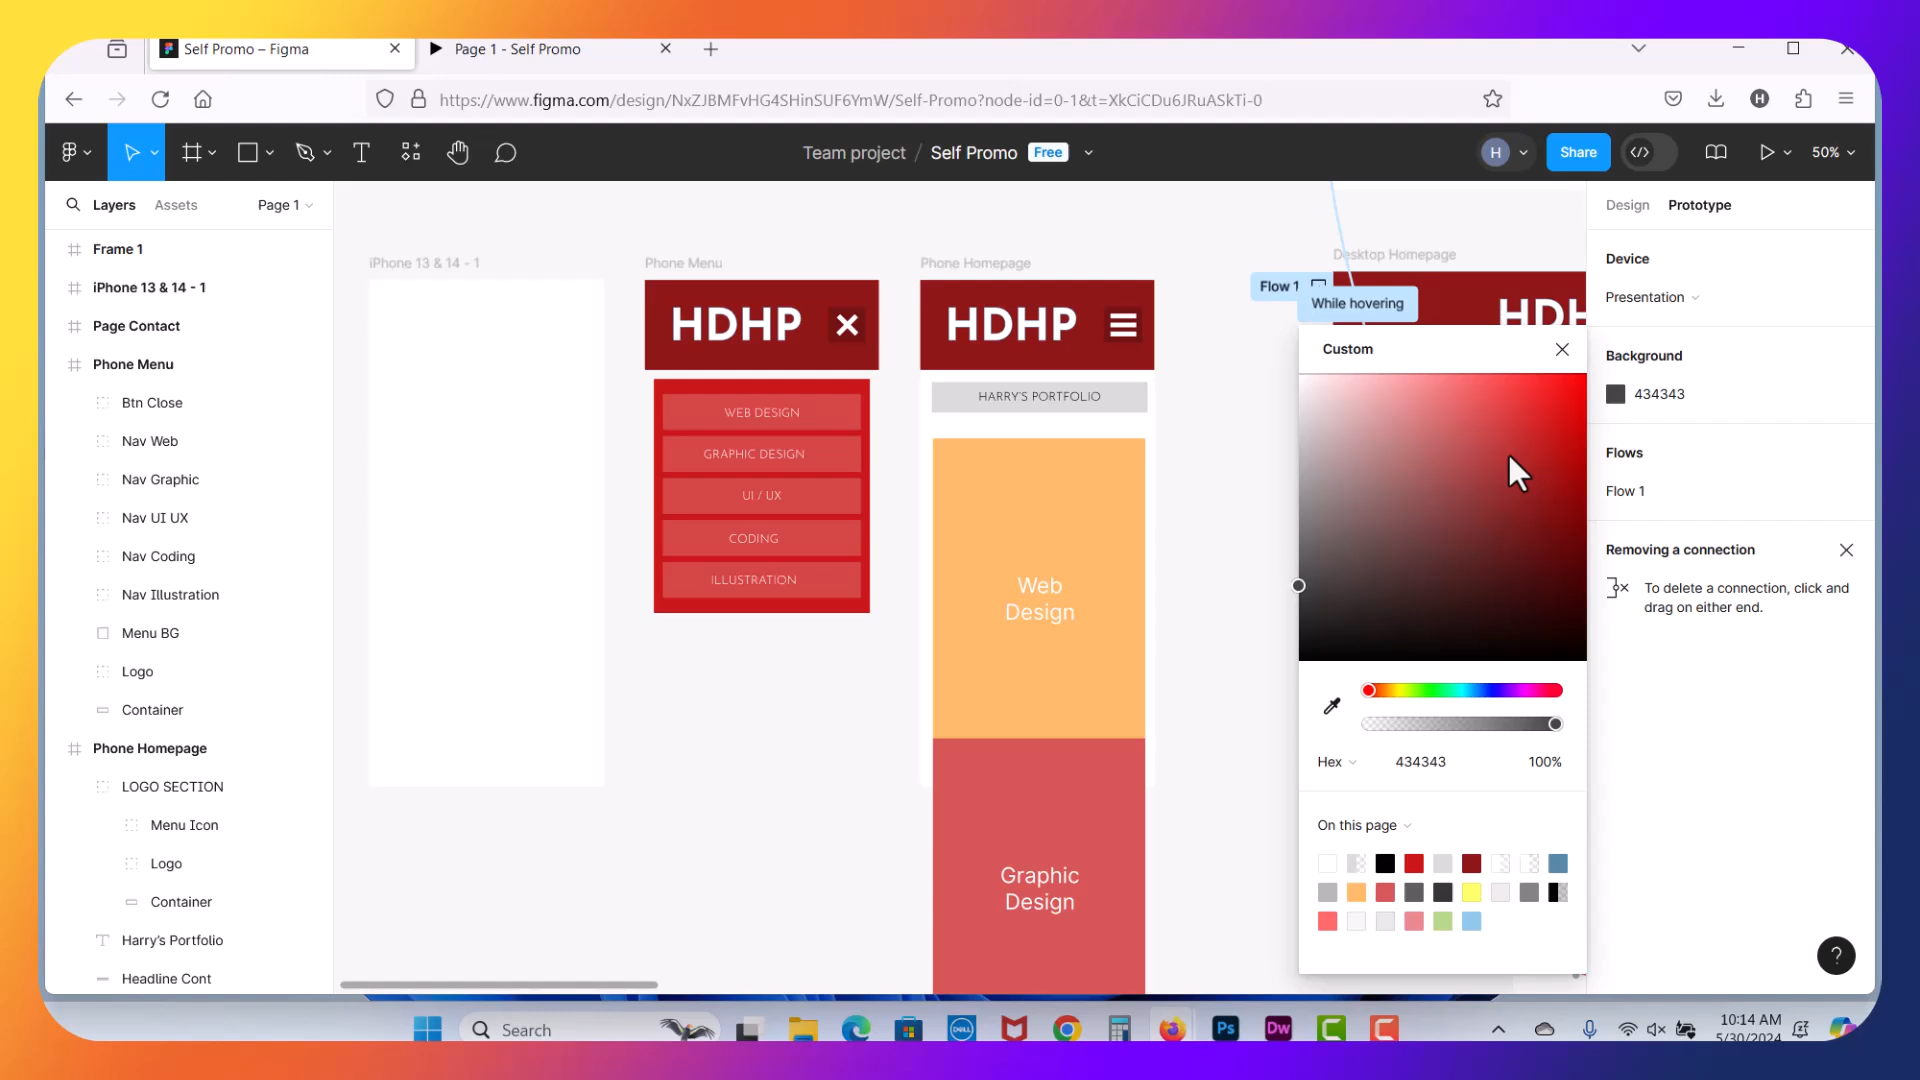 Self Promo – Figma
Page 1 - Self Promo
https://www.figma.com/design/NxZJBMFvHG4SHinSUF6YmW/Self-Promo?node-id=0-1&t=XkCiCDu6JRuASkTi-0
Team project / Self Promo Free
H
Share
50%
Layers
Assets
Page 1
Frame 1
iPhone 13 & 14 - 1
Page Contact
Phone Menu
Btn Close
Nav Web
Nav Graphic
Nav UI UX
Nav Coding
Nav Illustration
Menu BG
Logo
Container
Phone Homepage
LOGO SECTION
Menu Icon
Logo
Container
Harry's Portfolio
Headline Cont
iPhone 13 & 14 - 1
Phone Menu
HDHP
WEB DESIGN
GRAPHIC DESIGN
UI / UX
CODING
ILLUSTRATION
Phone Homepage
HDHP
HARRY'S PORTFOLIO
Web
Design
Graphic
Design
Desktop Homepage
Flow 1
While hovering
Custom
Hex
434343
100%
On this page
Design
Prototype
Device
Presentation
Background
434343
Flows
Flow 1
Removing a connection
To delete a connection, click and
drag on either end.
?
Search
DELL
Ps
Dw
10:14 AM
5/30/2024